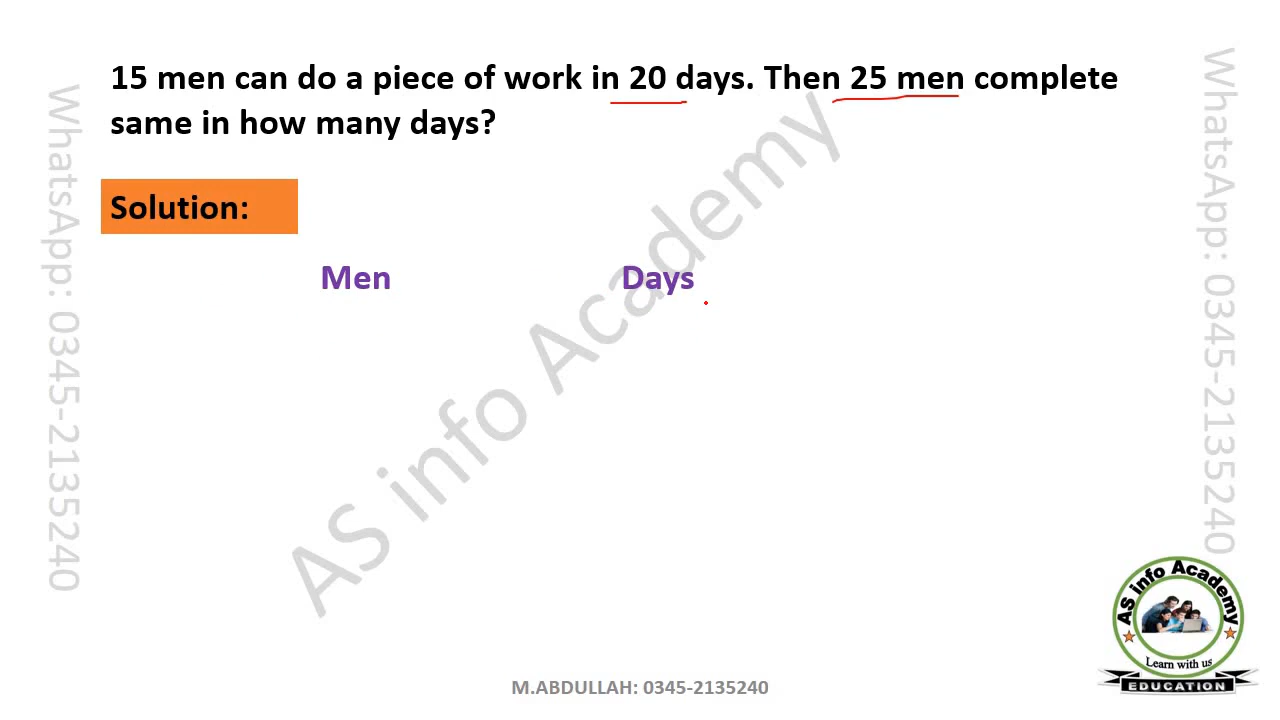 15 men can do a piece of work in 20 days. Then 25 men complete
same in how many days?
Solution:
Men Days
AS info Academy
WhatsApp: 0345-2135240
WhatsApp: 0345-2135240
AS info Academy
Learn with us
EDUCATION
M.ABDULLAH: 0345-2135240